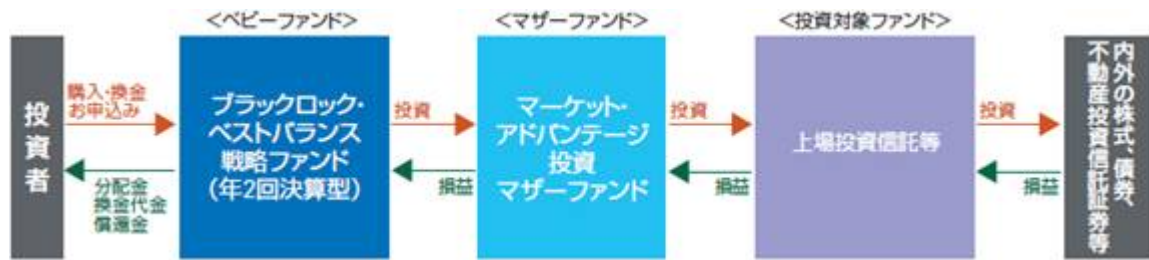 <ベビーファンド>
<マザーファンド>
<投資対象ファンド>
投資者
購入・換金
お申込み
分配金
換金代金
償還金
ブラックロック・
ベストバランス
戦略ファンド
(年2回決算型)
投資
損益
マーケット・
アドバンテージ
投資
マザーファンド
投資
損益
上場投資信託等
投資
損益
内外の株式、債券、
不動産投資信託証券等